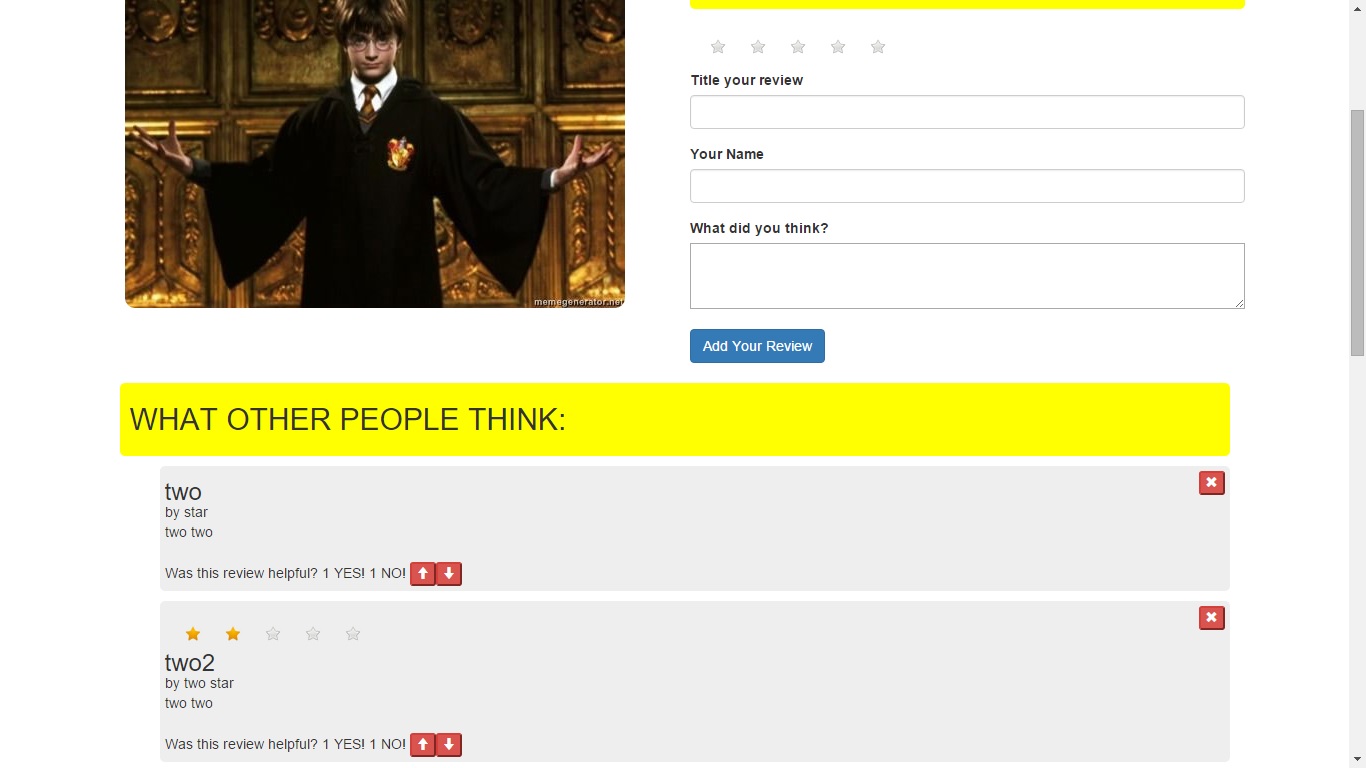 memegenerator.net
Title your review
Your Name
What did you think?
Add Your Review
WHAT OTHER PEOPLE THINK:
two
by star
two two
Was this review helpful? 1 YES! 1 NO!
two2
by two star
two two
Was this review helpful? 1 YES! 1 NO!